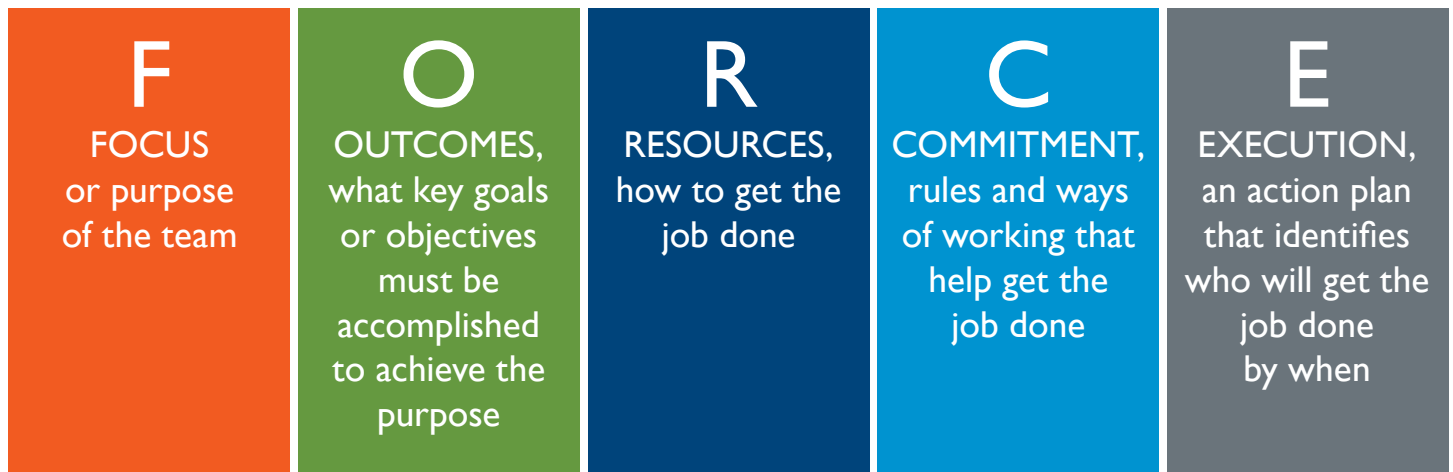 F
FOCUS
or purpose
of the team
O
OUTCOMES,
what key goals
or objectives
must be
accomplished
to achieve the
purpose
R
RESOURCES,
how to get the
job done
C
COMMITMENT,
rules and ways
of working that
help get the
job done
E
EXECUTION,
an action plan
that identifies
who will get the
job done
by when